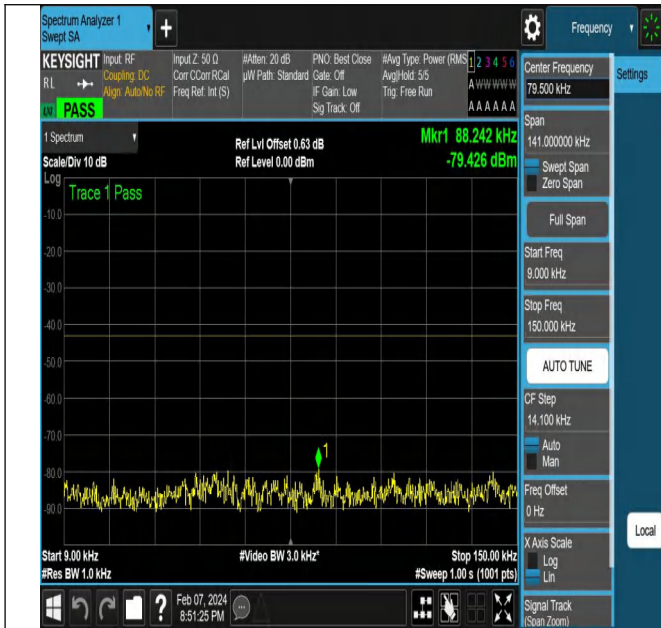 Spectrum Analyzer 1
Swept SA
Frequency
KEYSIGHT
RL
PASS
Input: RF
Coupling: DC
Align: Auto/No RF
Input Z: 50 Ω
Corr CCorr RCal
Freq Ref: Int (S)
#Atten: 20 dB
µW Path: Standard
PNO: Best Close
Gate: Off
IF Gain: Low
Sig Track: Off
#Avg Type: Power (RMS
Avg|Hold: 5/5
Trig: Free Run
1 2 3 4 5 6
A W W W W W
A A A A A A
1 Spectrum
Scale/Div 10 dB
Ref Lvl Offset 0.63 dB
Ref Level 0.00 dBm
Mkr1 88.242 kHz
-79.426 dBm
Log
Trace 1 Pass
-10.0
-20.0
-30.0
-40.0
-50.0
-60.0
-70.0
-80.0
-90.0
1
Start 9.00 kHz
#Res BW 1.0 kHz
#Video BW 3.0 kHz*
Stop 150.00 kHz
#Sweep 1.00 s (1001 pts)
Feb 07, 2024
8:51:25 PM
Center Frequency
79.500 kHz
Settings
Span
141.000000 kHz
Swept Span
Zero Span
Full Span
Start Freq
9.000 kHz
Stop Freq
150.000 kHz
AUTO TUNE
CF Step
14.100 kHz
Auto
Man
Freq Offset
0 Hz
X Axis Scale
Log
Lin
Local
Signal Track
(Span Zoom)